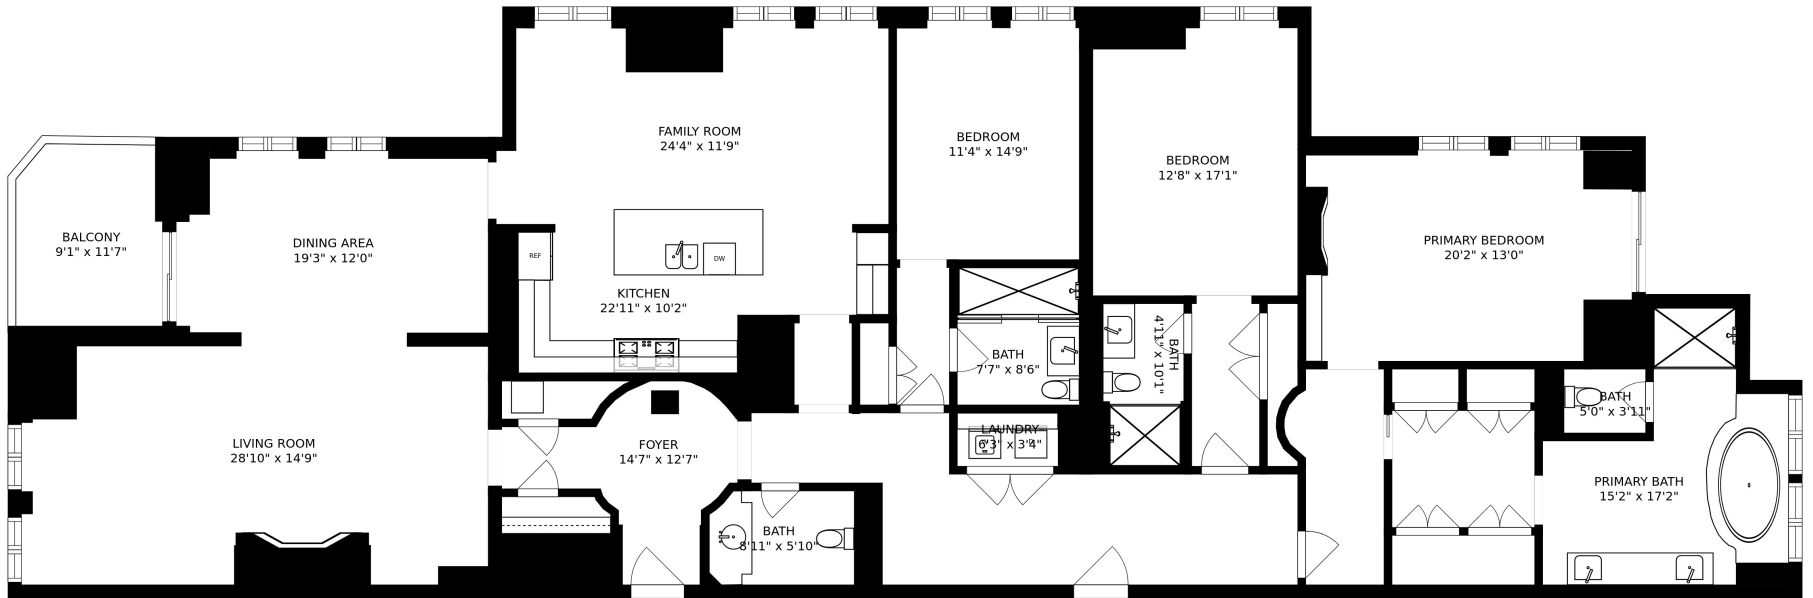 FAMILY ROOM
24'4" x 11'9"
BEDROOM
11'4" x 14'9"
BEDROOM
12'8" x 17'1"
BALCONY
9'1" x 11'7"
DINING AREA
19'3" x 12'0"
PRIMARY BEDROOM
20'2" x 13'0"
REF
DW
KITCHEN
22'11" x 10'2"
BATH
7'7" x 8'6"
BATH
4'11" x 10'1"
BATH
5'0" x 3'11"
LIVING ROOM
28'10" x 14'9"
FOYER
14'7" x 12'7"
LAUNDRY
6'3" x 3'4"
PRIMARY BATH
15'2" x 17'2"
BATH
8'11" x 5'10"